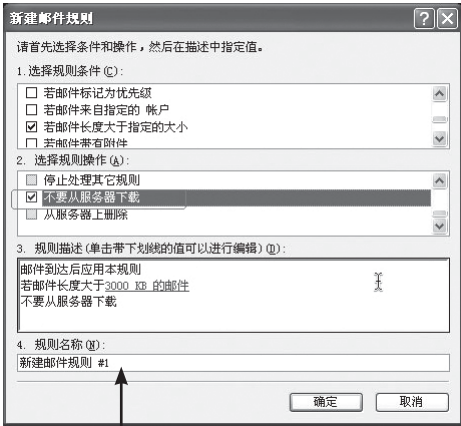 新建邮件规则
请首先选择条件和操作，然后在描述中指定值。
1.选择规则条件(C):
若邮件标记为优先级
若邮件来自指定的 帐户
若邮件长度大于指定的大小
若邮件带有附件
2. 选择规则操作(A):
停止处理其它规则
不要从服务器下载
从服务器上删除
3. 规则描述(单击带下划线的值可以进行编辑)(D):
邮件到达后应用本规则
若邮件长度大于3000 KB 的邮件
不要从服务器下载
4. 规则名称(N):
新建邮件规则 #1
确定
取消